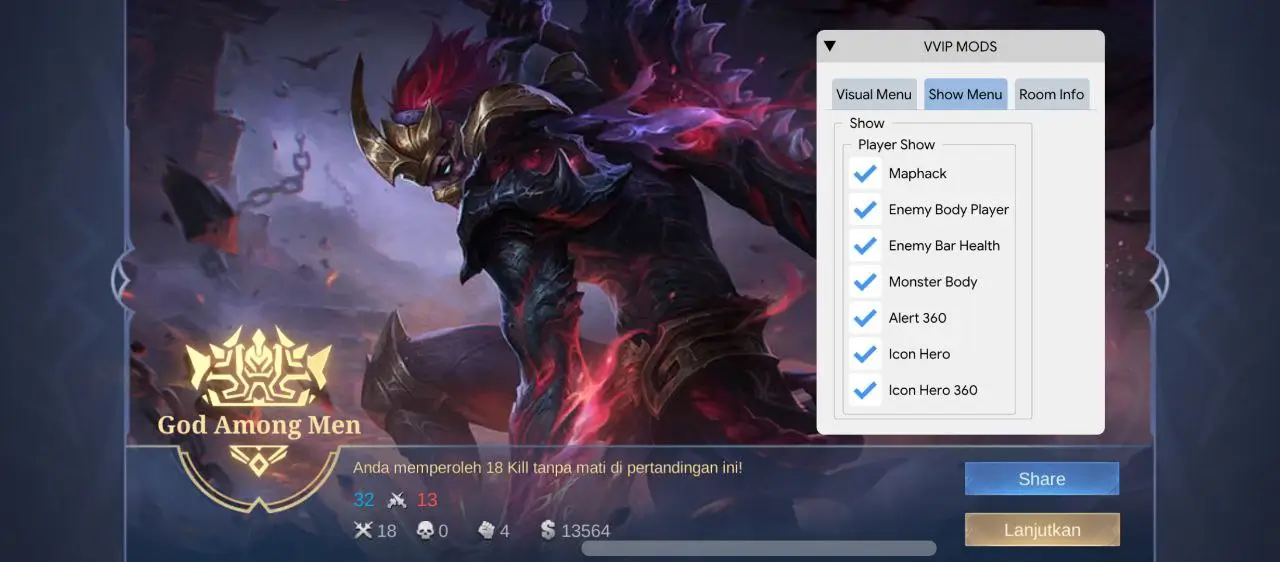 VVIP MODS
Visual Menu Show Menu Room Info
Show
Player Show
Maphack
Enemy Body Player
Enemy Bar Health
Monster Body
Alert 360
Icon Hero
Icon Hero 360
God Among Men
Anda memperoleh 18 Kill tanpa mati di pertandingan ini!
32 13
18 0 4 $ 13564
Share
Lanjutkan